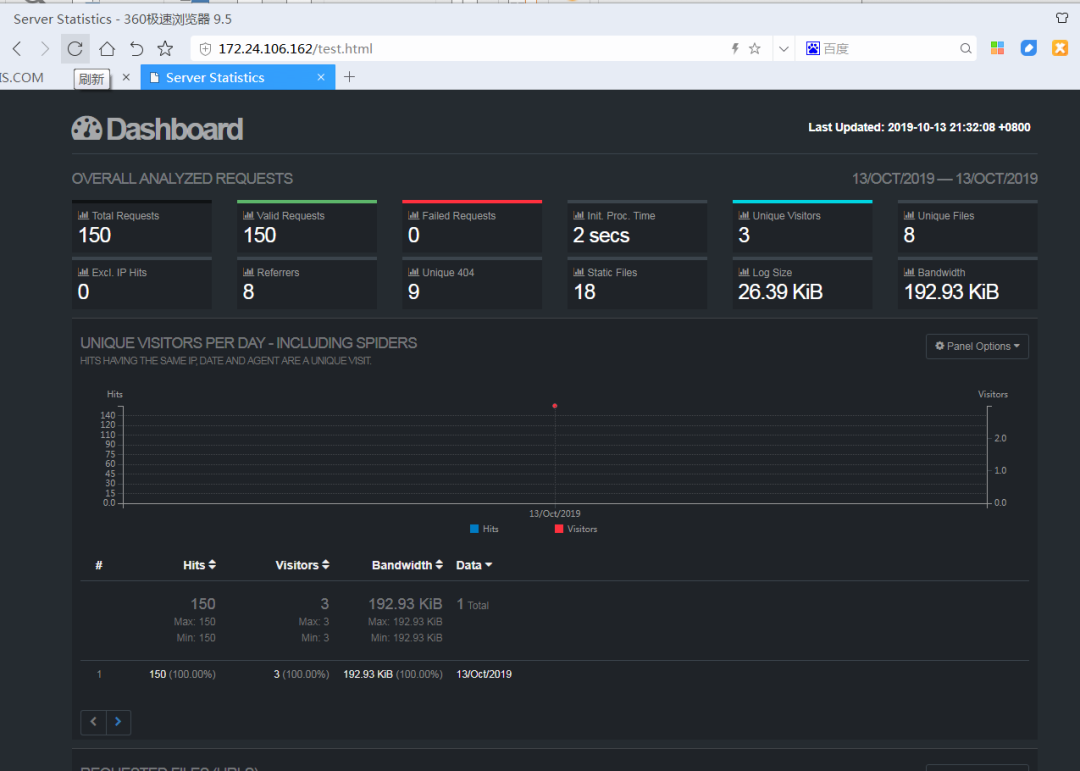 Server Statistics - 360极速浏览器 9.5
172.24.106.162/test.html
百度
IS.COM
刷新
Server Statistics
Dashboard
Last Updated: 2019-10-13 21:32:08 +0800
OVERALL ANALYZED REQUESTS
13/OCT/2019 — 13/OCT/2019
Total Requests
150
Valid Requests
150
Failed Requests
0
Init. Proc. Time
2 secs
Unique Visitors
3
Unique Files
8
Excl. IP Hits
0
Referrers
8
Unique 404
9
Static Files
18
Log Size
26.39 KiB
Bandwidth
192.93 KiB
UNIQUE VISITORS PER DAY - INCLUDING SPIDERS
HITS HAVING THE SAME IP, DATE AND AGENT ARE A UNIQUE VISIT.
Panel Options
Hits
Visitors
140
120
110
90
75
60
45
30
15
0.0
2.0
1.0
0.0
13/Oct/2019
Hits
Visitors
# Hits Visitors Bandwidth Data
150 3 192.93 KiB 1 Total
Max: 150 Max: 3 Max: 192.93 KiB
Min: 150 Min: 3 Min: 192.93 KiB
1 150 (100.00%) 3 (100.00%) 192.93 KiB (100.00%) 13/Oct/2019
REQUESTED FILES (URLS)